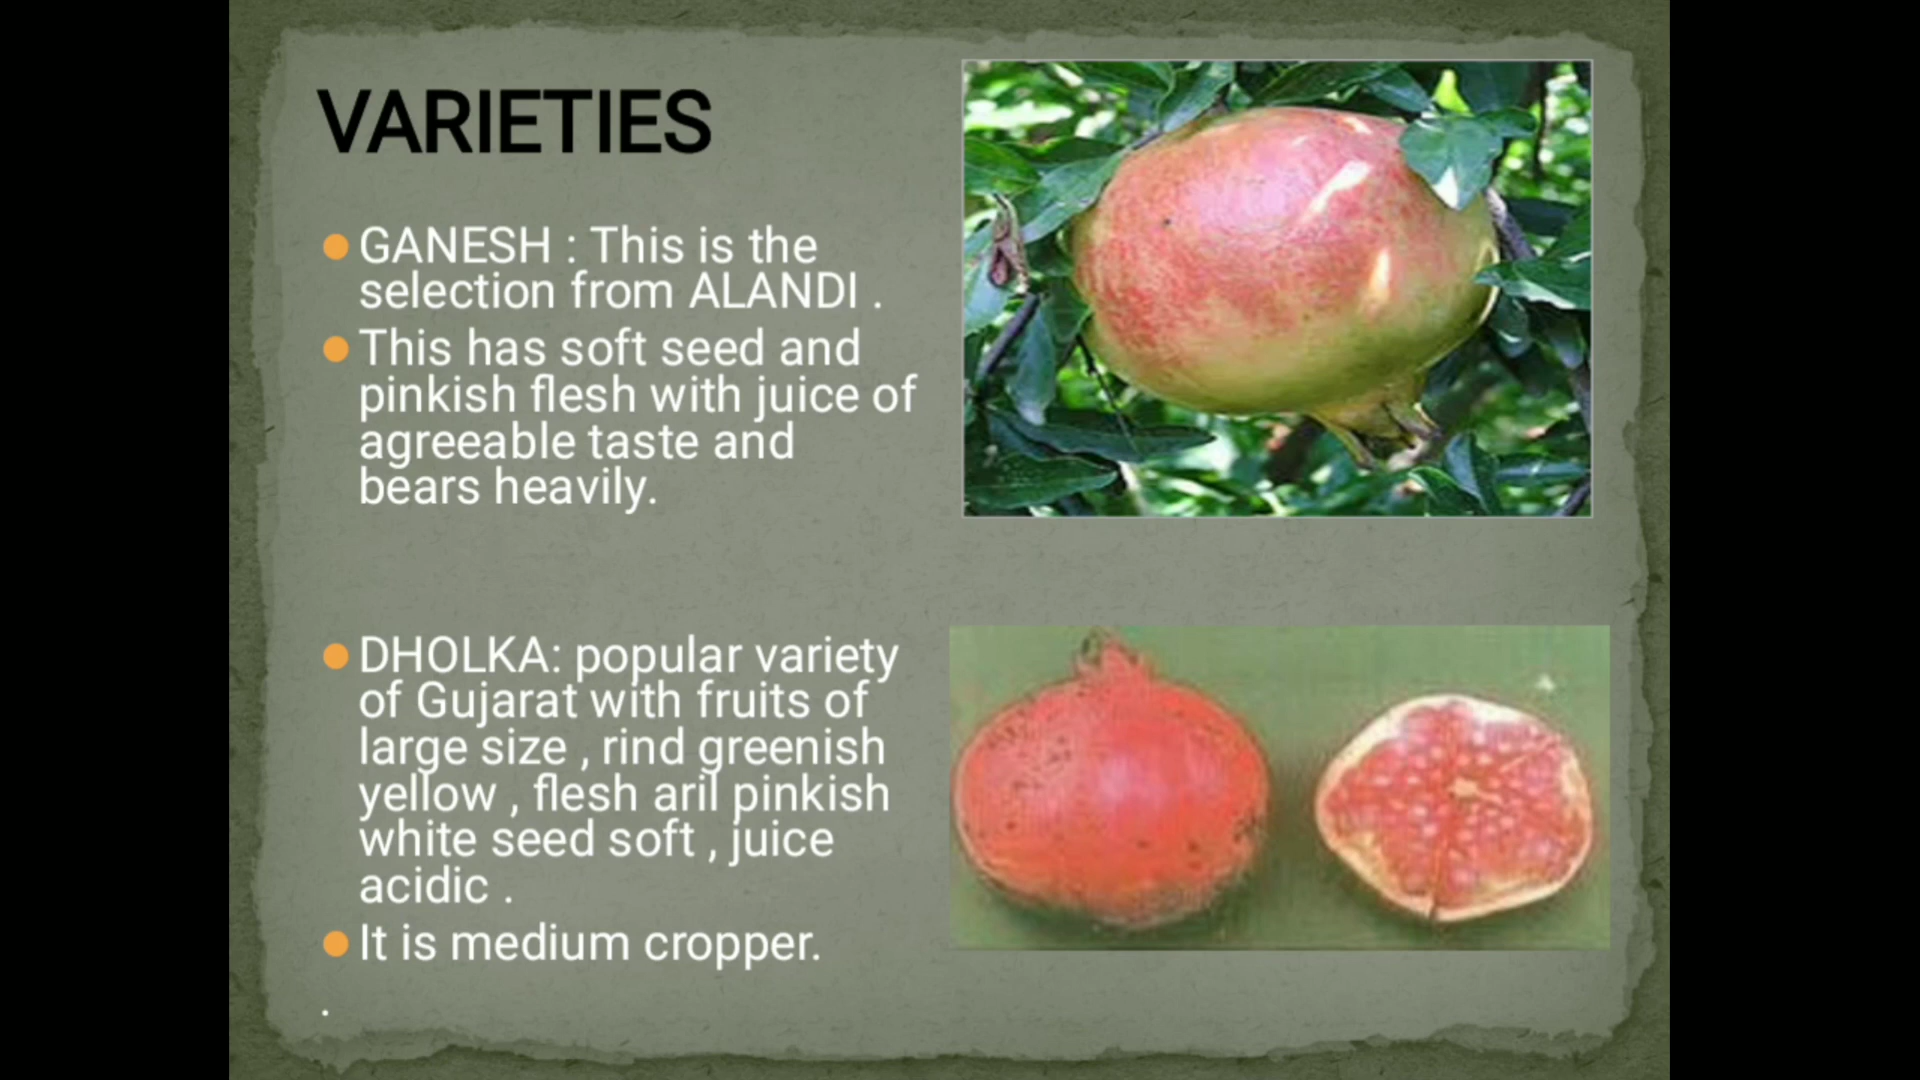 VARIETIES
GANESH : This is the
selection from ALANDI .
This has soft seed and
pinkish flesh with juice of
agreeable taste and
bears heavily.
DHOLKA: popular variety
of Gujarat with fruits of
large size , rind greenish
yellow , flesh aril pinkish
white seed soft , juice
acidic .
It is medium cropper.
.